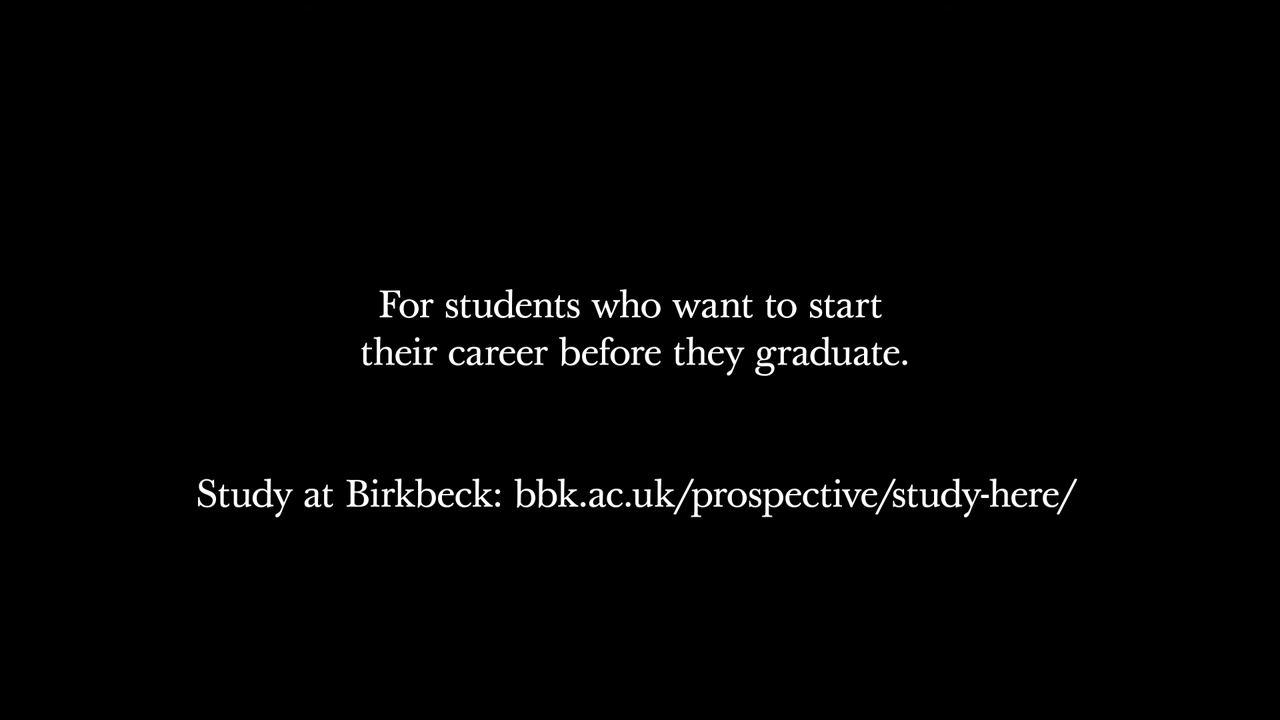 For students who want to start
their career before they graduate.
Study at Birkbeck: bbk.ac.uk/prospective/study-here/